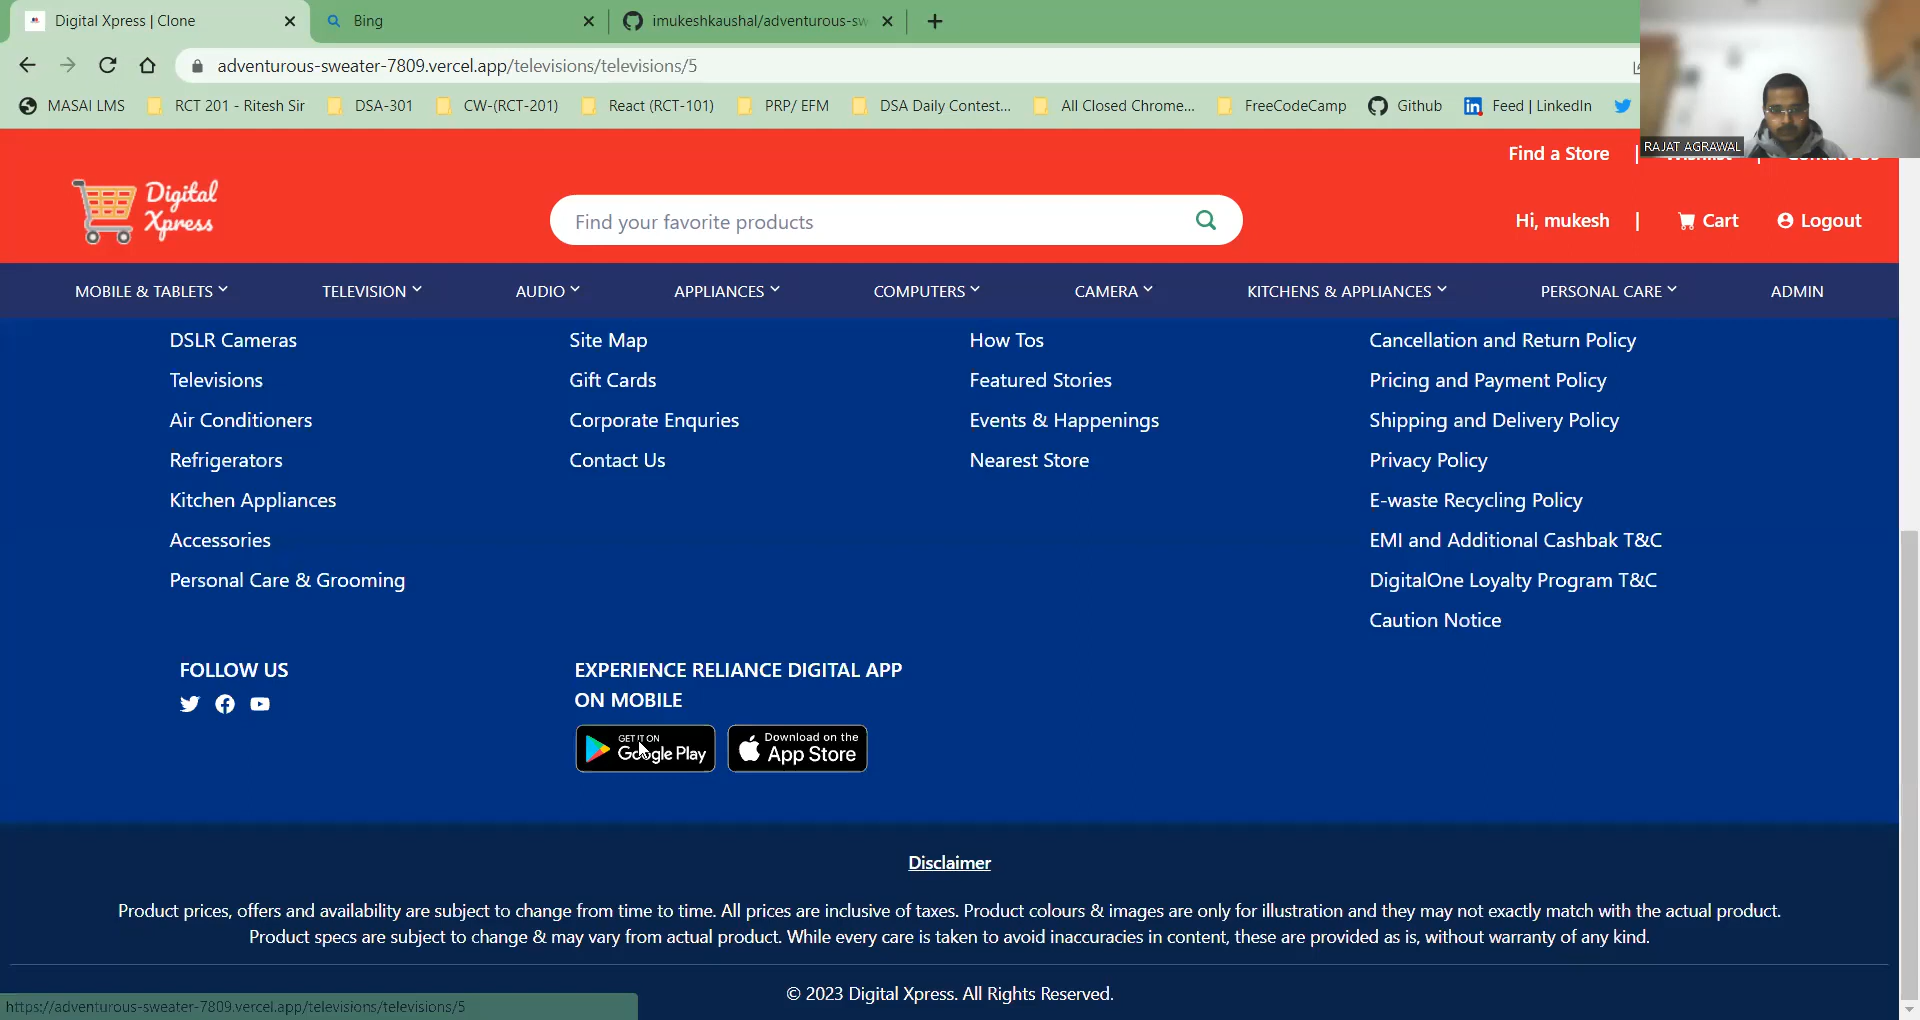 Digital Xpress | Clone
Bing
imukeshkaushal/adventurous-sw
adventurous-sweater-7809.vercel.app/televisions/televisions/5
MASAI LMS
RCT 201 - Ritesh Sir
DSA-301
CW-(RCT-201)
React (RCT-101)
PRP/ EFM
DSA Daily Contest...
All Closed Chrome...
FreeCodeCamp
Github
Feed | LinkedIn
RAJAT AGRAWAL
Find a Store |
Digital
Xpress
Find your favorite products
Hi, mukesh | Cart Logout
MOBILE & TABLETS TELEVISION AUDIO APPLIANCES COMPUTERS CAMERA KITCHENS & APPLIANCES PERSONAL CARE ADMIN
DSLR Cameras
Televisions
Air Conditioners
Refrigerators
Kitchen Appliances
Accessories
Personal Care & Grooming
Site Map
Gift Cards
Corporate Enquries
Contact Us
How Tos
Featured Stories
Events & Happenings
Nearest Store
Cancellation and Return Policy
Pricing and Payment Policy
Shipping and Delivery Policy
Privacy Policy
E-waste Recycling Policy
EMI and Additional Cashbak T&C
DigitalOne Loyalty Program T&C
Caution Notice
FOLLOW US
EXPERIENCE RELIANCE DIGITAL APP
ON MOBILE
GET IT ON
Google Play
Download on the
App Store
Disclaimer
Product prices, offers and availability are subject to change from time to time. All prices are inclusive of taxes. Product colours & images are only for illustration and they may not exactly match with the actual product.
Product specs are subject to change & may vary from actual product. While every care is taken to avoid inaccuracies in content, these are provided as is, without warranty of any kind.
© 2023 Digital Xpress. All Rights Reserved.
https://adventurous-sweater-7809.vercel.app/televisions/televisions/5